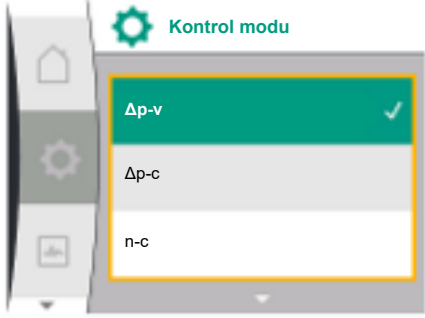 Kontrol modu
Δp-v
Δp-c
n-c